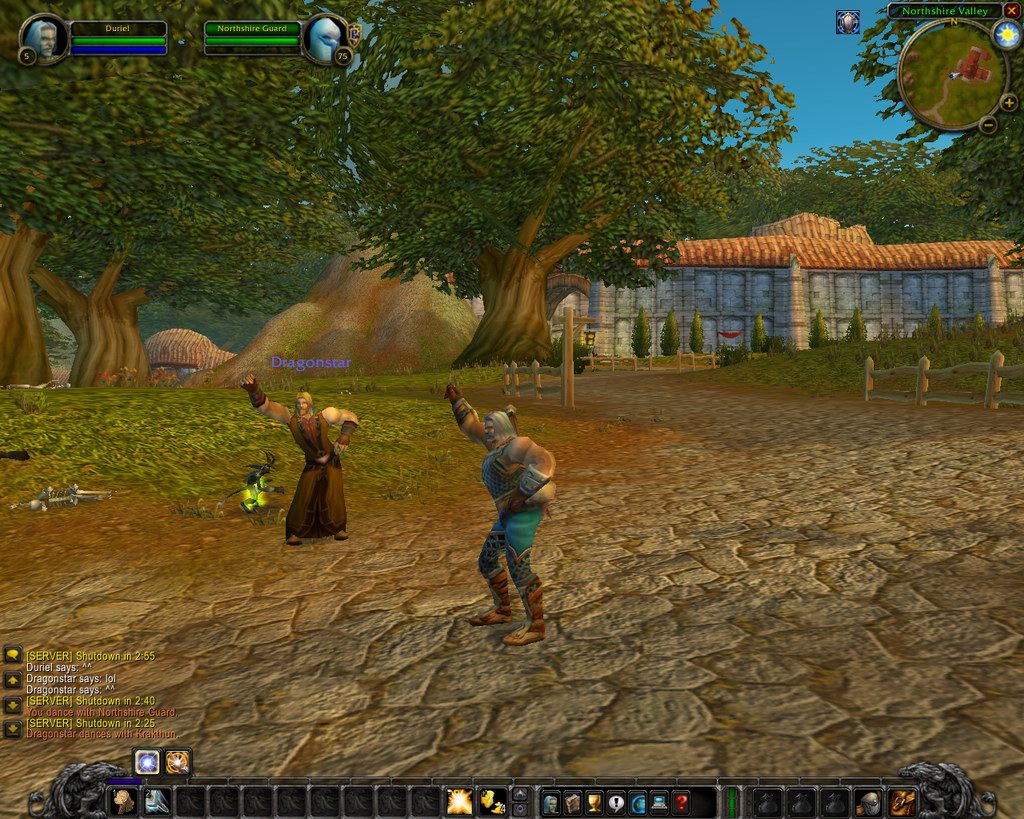 Duriel
5
Northshire Guard
75
Northshire Valley
N
Dragonstar
[SERVER] Shutdown in 2:55
Duriel says: ^^
Dragonstar says: lol
Dragonstar says: ^^
[SERVER] Shutdown in 2:40
You dance with Northshire Guard.
[SERVER] Shutdown in 2:25
Dragonstar dances with Krakthun.
2
4